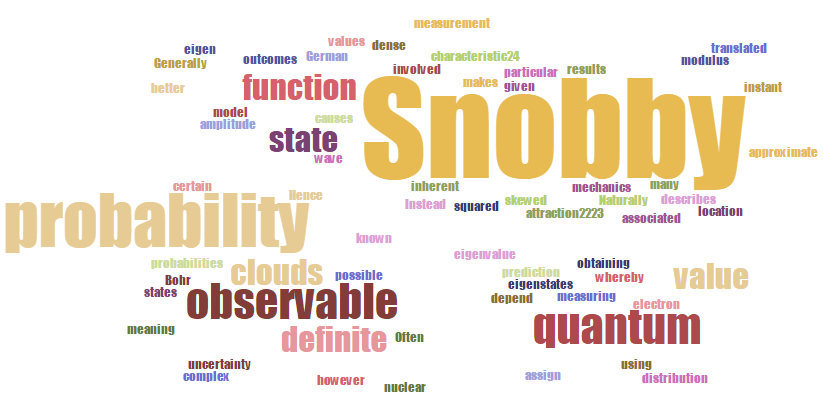 measurement
values dense
eigen outcomes German characteristic24 translated
Generally involved particular results modulus
better function makes given Snobby instant
model causes
amplitude state
wave approximate
certain Hence inherent mechanics many
probability Instead squared skewed Naturally describes
attraction2223 associated location
known
eigenvalue
probabilities clouds possible prediction obtaining value
Bohr eigenstates whereby
states observable depend measuring electron
meaning definite Often quantum
uncertainty using
complex however nuclear assign distribution